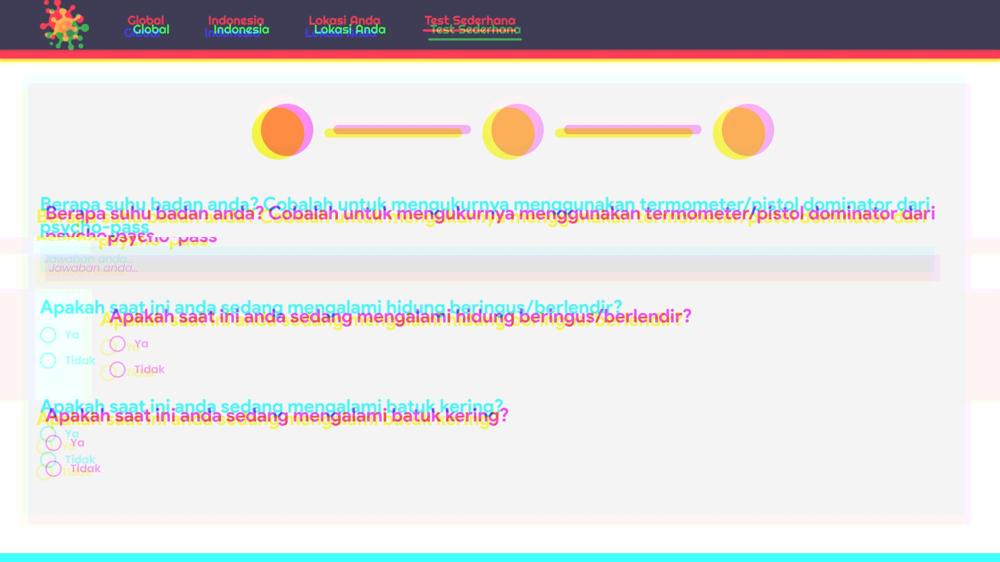 Global Indonesia Lokasi Anda Test Sederhana
Berapa suhu badan anda? Cobalah untuk mengukurnya menggunakan termometer/pistol dominator dari
psycho-pass
Jawaban anda...
Apakah saat ini anda sedang mengalami hidung beringus/berlendir?
Ya
Tidak
Apakah saat ini anda sedang mengalami batuk kering?
Ya
Tidak